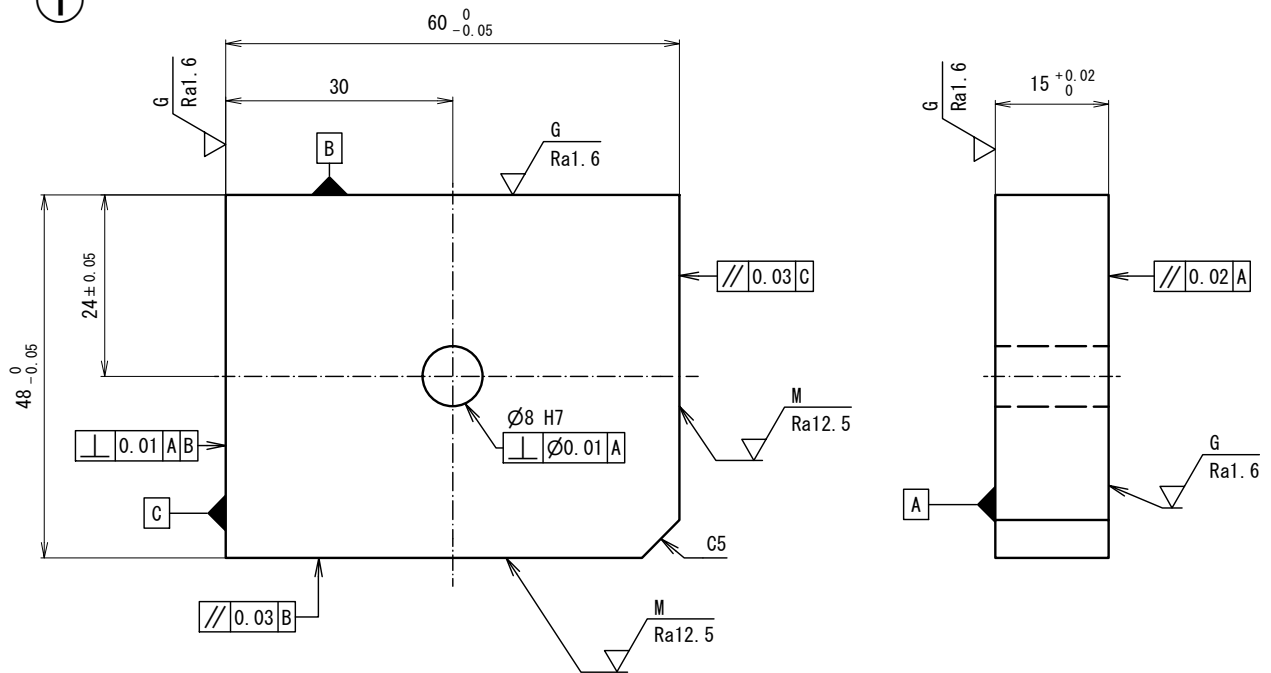 1
60 0 -0.05
30
G
Ra1.6
B
G
Ra1.6
24±0.05
48 0 -0.05
// 0.03 C
⊥ 0.01 A B
Ø8 H7
⊥ Ø0.01 A
M
Ra12.5
C
C5
// 0.03 B
M
Ra12.5
G
Ra1.6
15 +0.02 0
// 0.02 A
G
Ra1.6
A